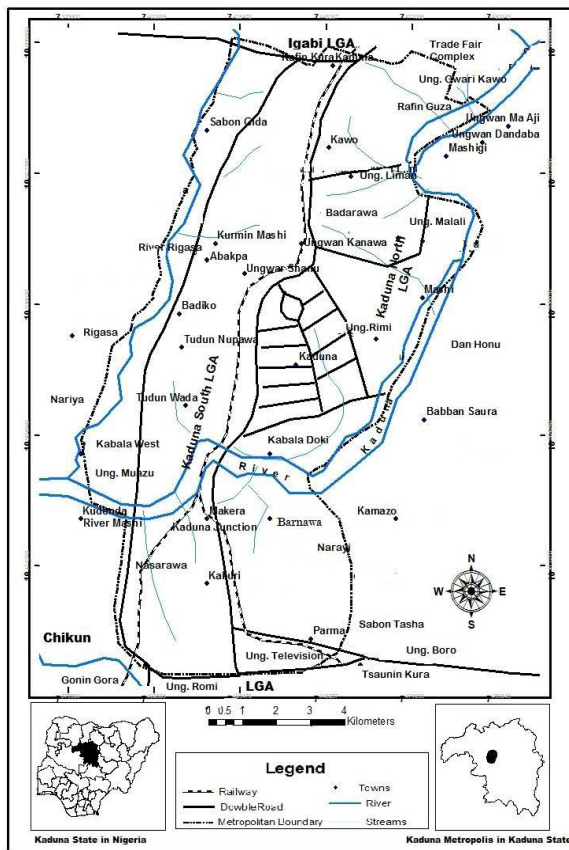 Igabi LGA
Trade Fair
Complex
Rafin Kura
Kaduna
Ung. Gwari Kawo
Rafin Guza
Ungwan Ma Aji
Ungwan Dandaba
Mashigi
Sabon Gida
Kawo
Ung. Liman
Badarawa
Ung. Malali
Kurmin Mashi
River Rigasa
Abakpa
Ungwan Kanawa
Ungwar Shanu
Kaduna North
LGA
Mashi
Badiko
Rigasa
Ung.Rimi
Dan Honu
Tudun Nupawa
Kaduna
Nariya
Tudun Wada
Kaduna South LGA
Babban Saura
Kabala West
Kabala Doki
Ung. Muazu
River
Kaduna
Kudenda
River Mashi
Makera
Kaduna Junction
Barnawa
Kamazo
Narayi
Nasarawa
Kakuri
N
W
E
S
Chikun
Parma
Sabon Tasha
Ung. Television
Ung. Boro
Tsaunin Kura
Gonin Gora
Ung. Romi
LGA
0 0.5 1 2 3 4
Kilometers
Legend
Railway
Dowble Road
Metropolitan Boundary
Towns
River
Streams
Kaduna State in Nigeria
Kaduna Metropolis in Kaduna State